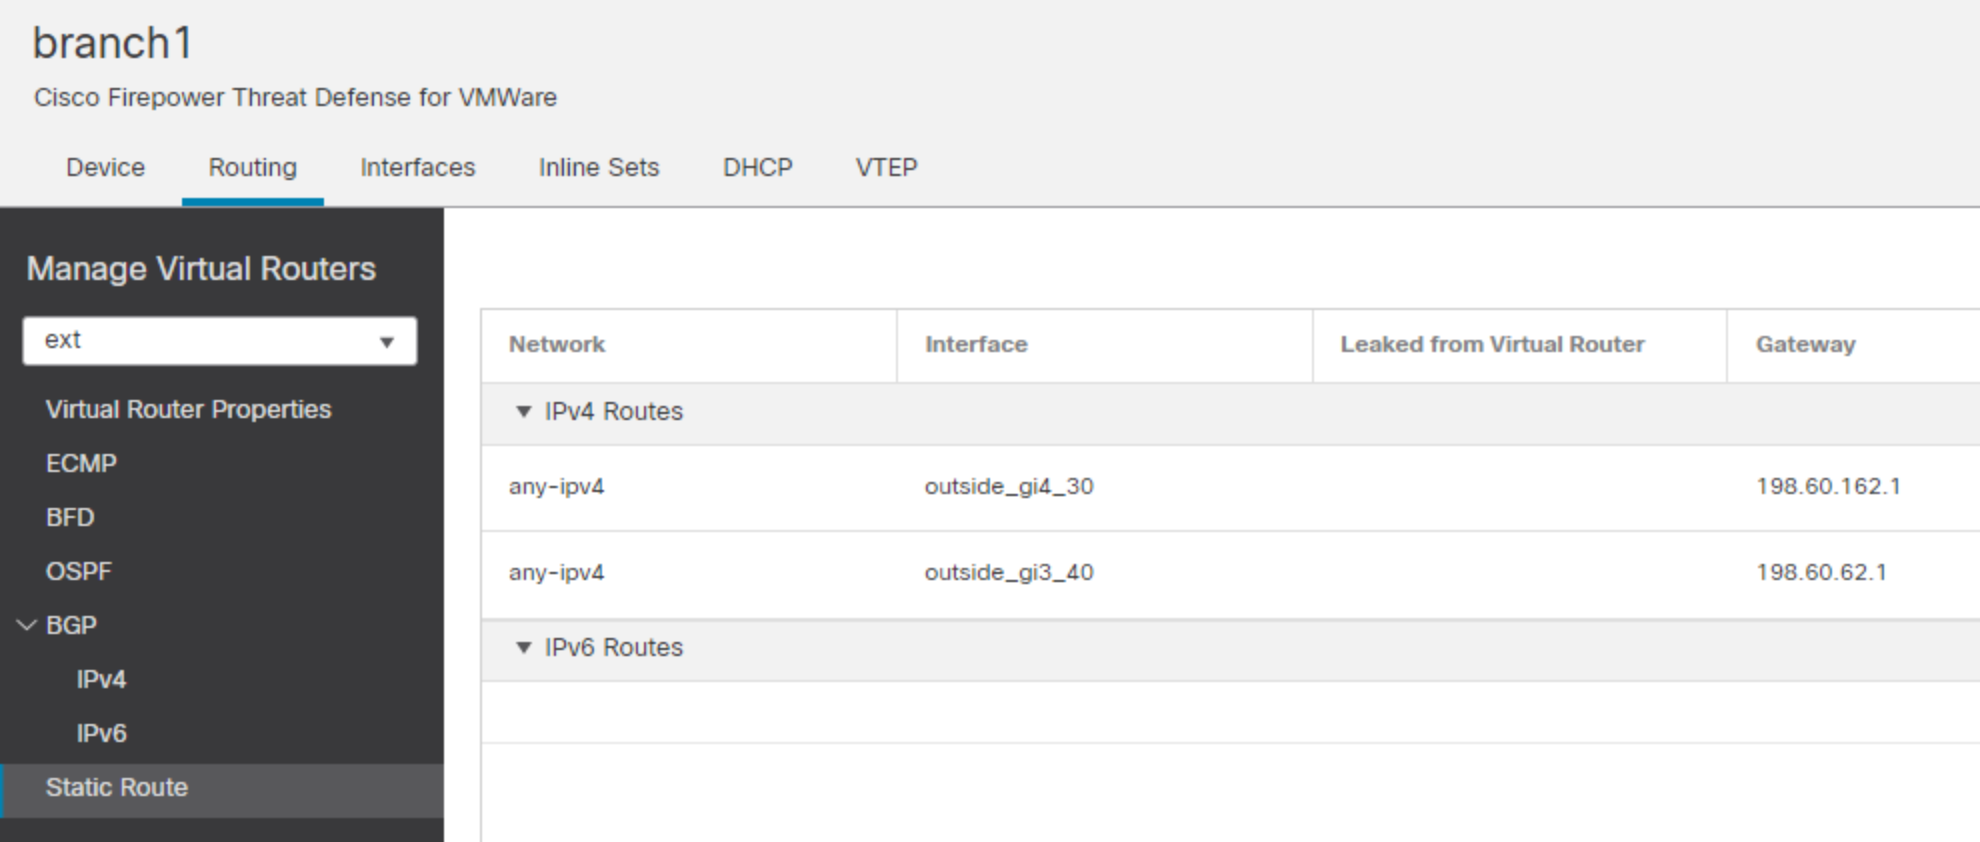 branch1
Cisco Firepower Threat Defense for VMWare
Device Routing Interfaces Inline Sets DHCP VTEP
Manage Virtual Routers
ext
Virtual Router Properties
ECMP
BFD
OSPF
BGP
IPv4
IPv6
Static Route
Network Interface Leaked from Virtual Router Gateway
IPv4 Routes
any-ipv4 outside_gi4_30 198.60.162.1
any-ipv4 outside_gi3_40 198.60.62.1
IPv6 Routes